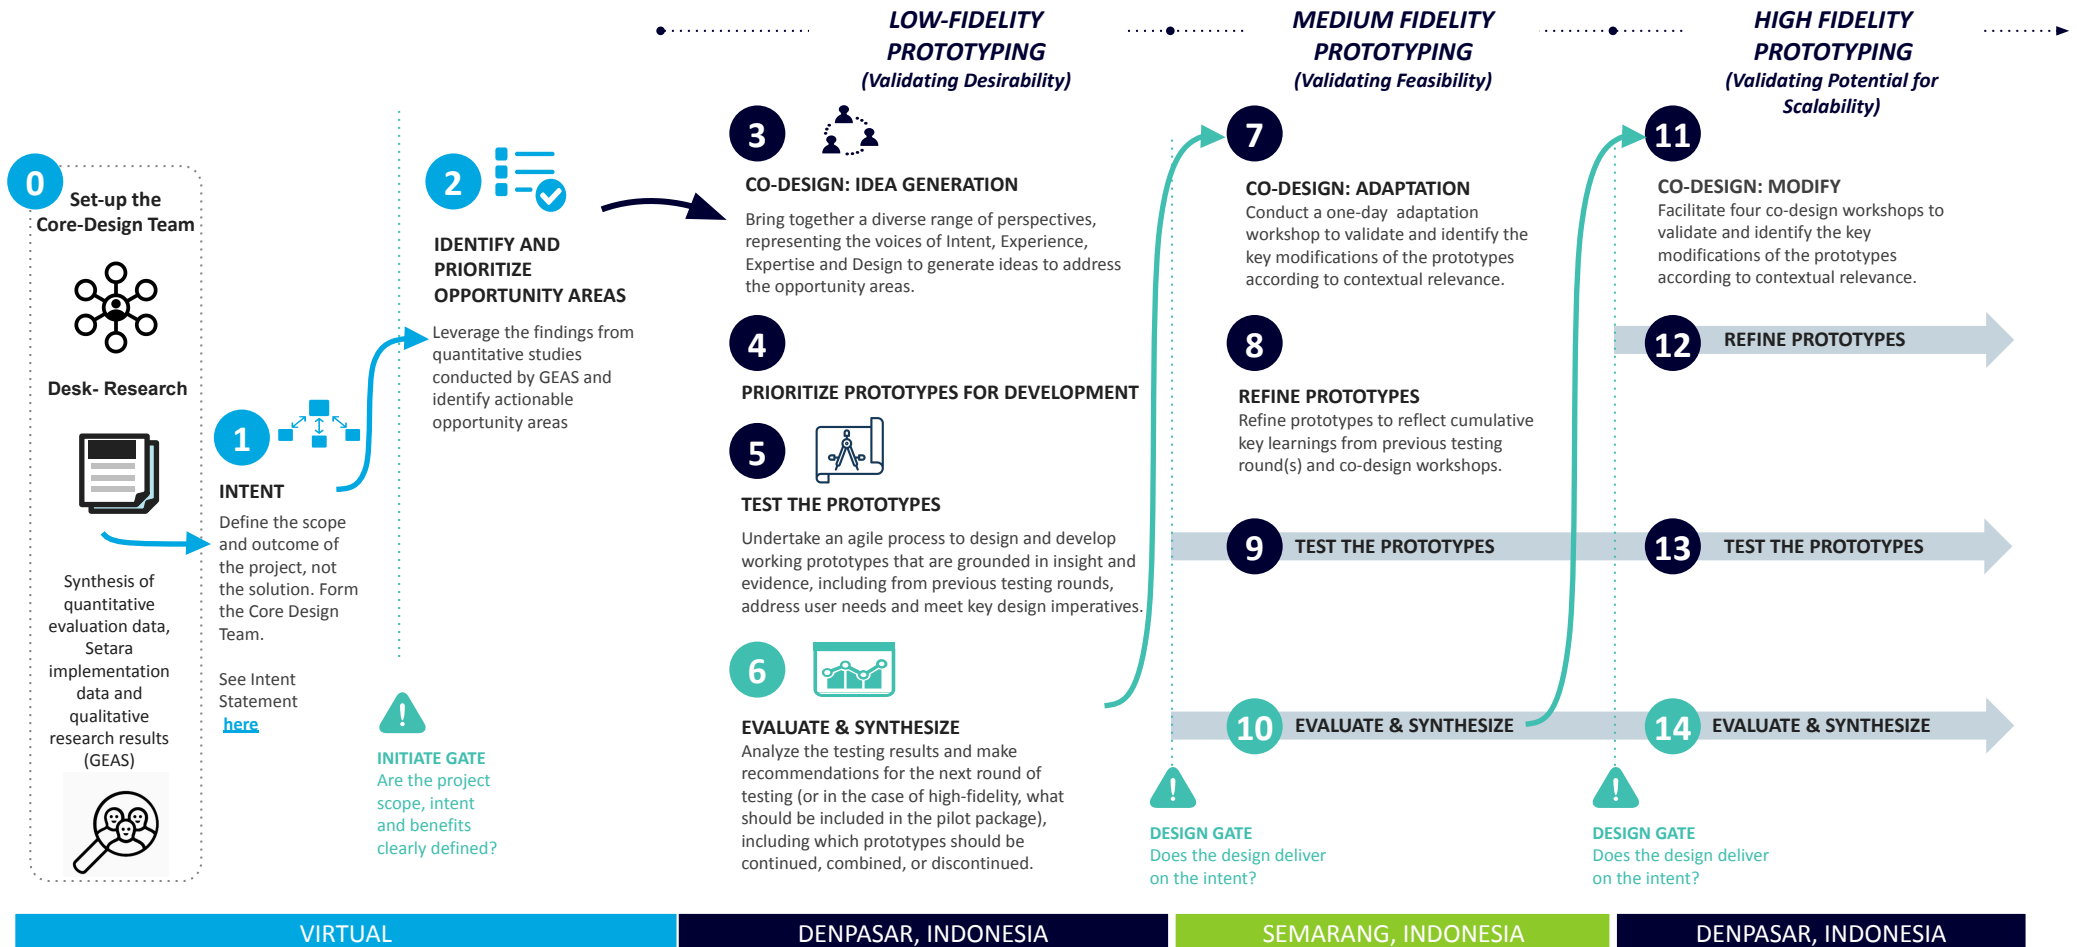 LOW-FIDELITY
PROTOTYPING
(Validating Desirability)
MEDIUM FIDELITY
PROTOTYPING
(Validating Feasibility)
HIGH FIDELITY
PROTOTYPING
(Validating Potential for
Scalability)
0
Set-up the
Core-Design Team
Desk- Research
Synthesis of
quantitative
evaluation data,
Setara
implementation
data and
qualitative
research results
(GEAS)
1
INTENT
Define the scope
and outcome of
the project, not
the solution. Form
the Core Design
Team.
See Intent
Statement
here
INITIATE GATE
Are the project
scope, intent
and benefits
clearly defined?
2
IDENTIFY AND
PRIORITIZE
OPPORTUNITY AREAS
Leverage the findings from
quantitative studies
conducted by GEAS and
identify actionable
opportunity areas
3
CO-DESIGN: IDEA GENERATION
Bring together a diverse range of perspectives,
representing the voices of Intent, Experience,
Expertise and Design to generate ideas to address
the opportunity areas.
4
PRIORITIZE PROTOTYPES FOR DEVELOPMENT
5
TEST THE PROTOTYPES
Undertake an agile process to design and develop
working prototypes that are grounded in insight and
evidence, including from previous testing rounds,
address user needs and meet key design imperatives.
6
EVALUATE & SYNTHESIZE
Analyze the testing results and make
recommendations for the next round of
testing (or in the case of high-fidelity, what
should be included in the pilot package),
including which prototypes should be
continued, combined, or discontinued.
7
CO-DESIGN: ADAPTATION
Conduct a one-day adaptation
workshop to validate and identify the
key modifications of the prototypes
according to contextual relevance.
8
REFINE PROTOTYPES
Refine prototypes to reflect cumulative
key learnings from previous testing
round(s) and co-design workshops.
9 TEST THE PROTOTYPES
10 EVALUATE & SYNTHESIZE
DESIGN GATE
Does the design deliver
on the intent?
11
CO-DESIGN: MODIFY
Facilitate four co-design workshops to
validate and identify the key
modifications of the prototypes
according to contextual relevance.
12 REFINE PROTOTYPES
13 TEST THE PROTOTYPES
14 EVALUATE & SYNTHESIZE
DESIGN GATE
Does the design deliver
on the intent?
VIRTUAL
DENPASAR, INDONESIA
SEMARANG, INDONESIA
DENPASAR, INDONESIA